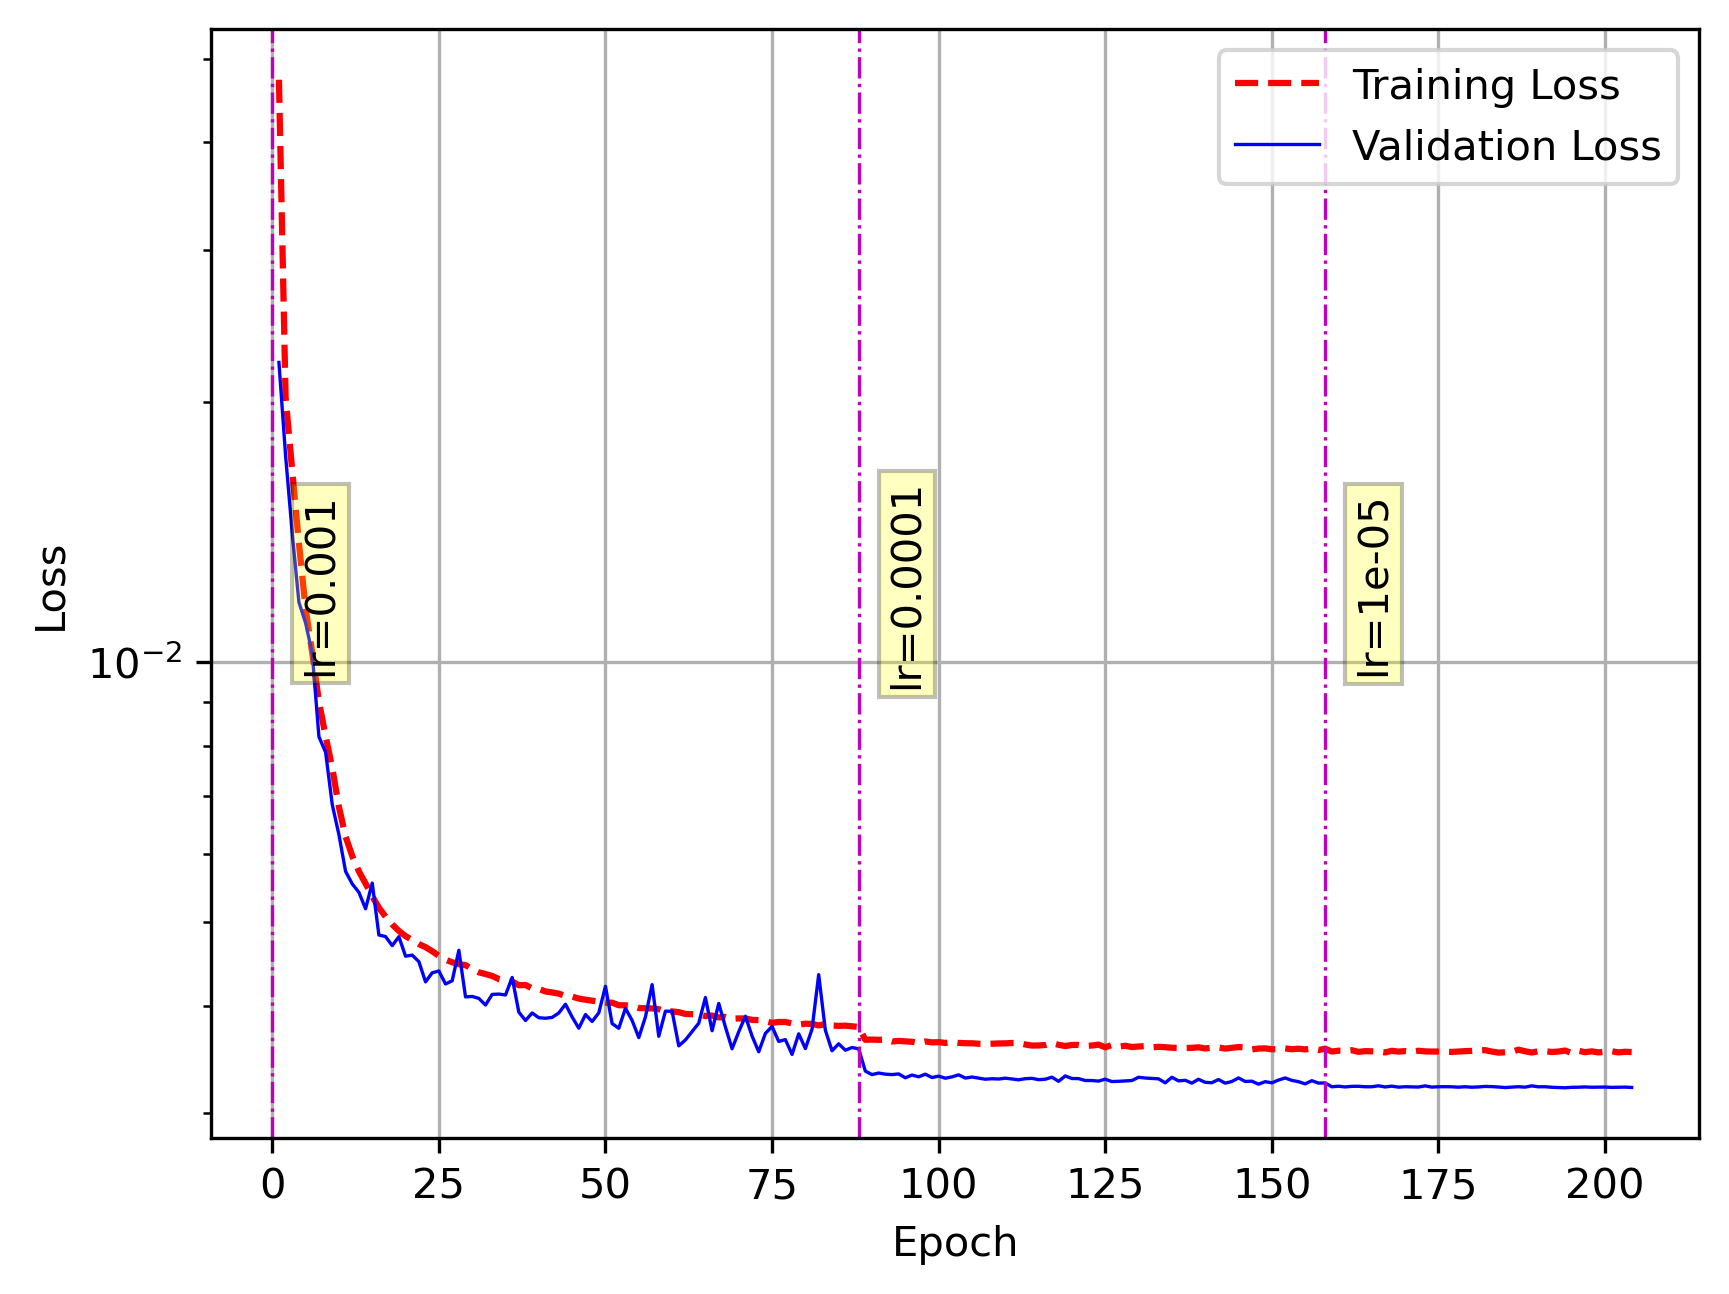 Training Loss
Validation Loss
Loss
10⁻²
lr=0.001
lr=0.0001
lr=1e-05
0 25 50 75 100 125 150 175 200
Epoch